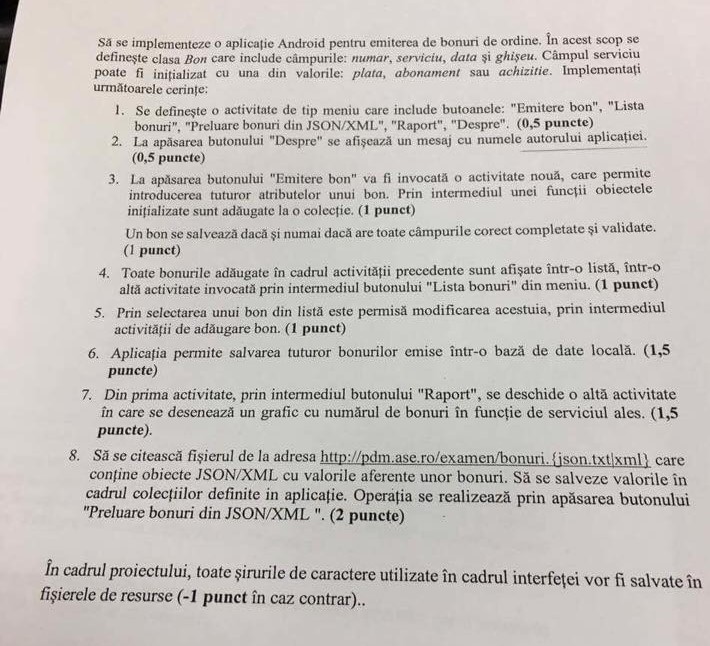 Să se implementeze o aplicație Android pentru emiterea de bonuri de ordine. În acest scop se
definește clasa Bon care include câmpurile: numar, serviciu, data și ghișeu. Câmpul serviciu
poate fi inițializat cu una din valorile: plata, abonament sau achizitie. Implementați
următoarele cerințe:
1. Se definește o activitate de tip meniu care include butoanele: "Emitere bon", "Lista
bonuri", "Preluare bonuri din JSON/XML", "Raport", "Despre". (0,5 puncte)
2. La apăsarea butonului "Despre" se afișează un mesaj cu numele autorului aplicației.
(0,5 puncte)
3. La apăsarea butonului "Emitere bon" va fi invocată o activitate nouă, care permite
introducerea tuturor atributelor unui bon. Prin intermediul unei funcții obiectele
inițializate sunt adăugate la o colecție. (1 punct)
Un bon se salvează dacă și numai dacă are toate câmpurile corect completate și validate.
(1 punct)
4. Toate bonurile adăugate în cadrul activității precedente sunt afișate într-o listă, într-o
altă activitate invocată prin intermediul butonului "Lista bonuri" din meniu. (1 punct)
5. Prin selectarea unui bon din listă este permisă modificarea acestuia, prin intermediul
activității de adăugare bon. (1 punct)
6. Aplicația permite salvarea tuturor bonurilor emise într-o bază de date locală. (1,5
puncte)
7. Din prima activitate, prin intermediul butonului "Raport", se deschide o altă activitate
în care se desenează un grafic cu numărul de bonuri în funcție de serviciul ales. (1,5
puncte).
8. Să se citească fișierul de la adresa http://pdm.ase.ro/examen/bonuri.{json.txt|xml} care
conține obiecte JSON/XML cu valorile aferente unor bonuri. Să se salveze valorile în
cadrul colecțiilor definite in aplicație. Operația se realizează prin apăsarea butonului
"Preluare bonuri din JSON/XML ". (2 puncte)
În cadrul proiectului, toate șirurile de caractere utilizate în cadrul interfeței vor fi salvate în
fișierele de resurse (-1 punct în caz contrar)..